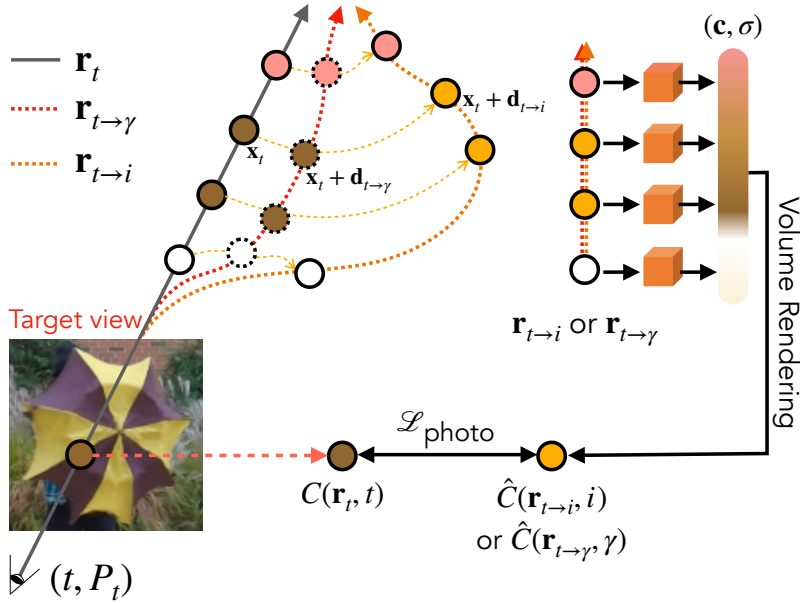 r_t
r_{t→γ}
r_{t→i}
x_t
x_t + d_{t→γ}
x_t + d_{t→i}
(c, σ)
r_{t→i} or r_{t→γ}
Volume Rendering
Target view
ℒ_photo
C(r_t, t)
Ĉ(r_{t→i}, i)
or Ĉ(r_{t→γ}, γ)
(t, P_t)